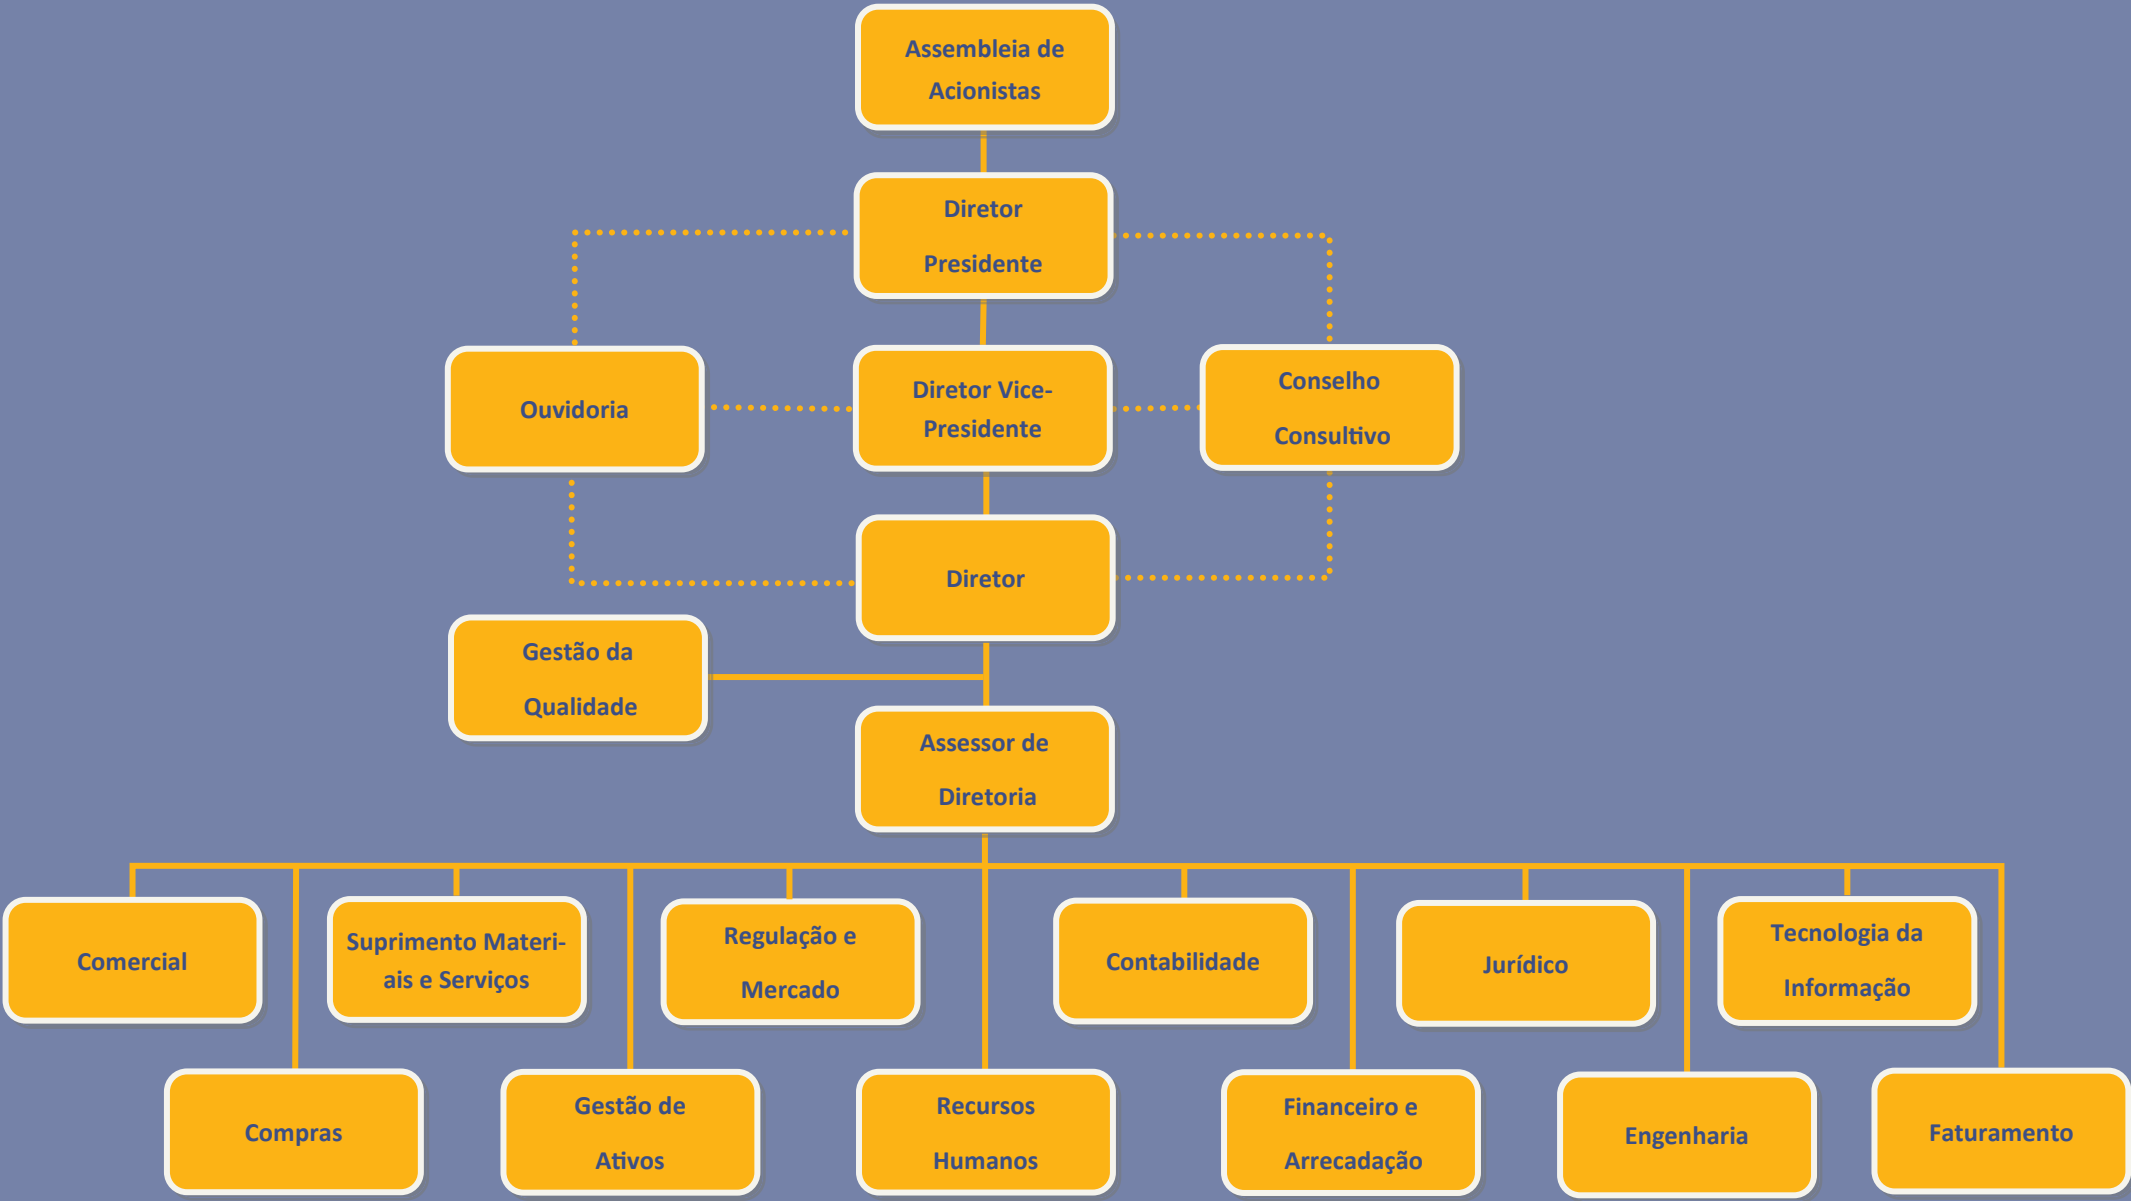 Assembleia de
Acionistas
Diretor
Presidente
Ouvidoria
Diretor Vice-
Presidente
Conselho
Consultivo
Diretor
Gestão da
Qualidade
Assessor de
Diretoria
Comercial
Suprimento Materi-
ais e Serviços
Regulação e
Mercado
Contabilidade
Jurídico
Tecnologia da
Informação
Compras
Gestão de
Ativos
Recursos
Humanos
Financeiro e
Arrecadação
Engenharia
Faturamento